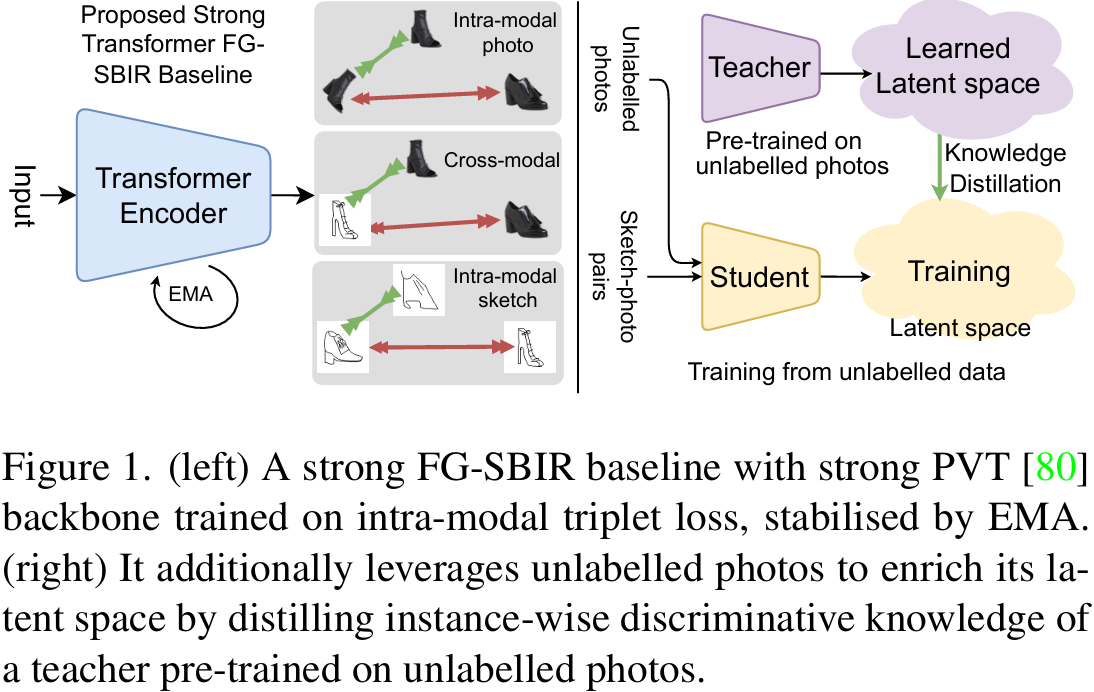 Proposed Strong
Transformer FG-
SBIR Baseline
Input
Transformer
Encoder
EMA
Intra-modal
photo
Cross-modal
Intra-modal
sketch
Unlabelled
photos
Sketch-photo
pairs
Teacher
Pre-trained on
unlabelled photos
Learned
Latent space
Knowledge
Distillation
Student
Training
Latent space
Training from unlabelled data
Figure 1. (left) A strong FG-SBIR baseline with strong PVT [80]
backbone trained on intra-modal triplet loss, stabilised by EMA.
(right) It additionally leverages unlabelled photos to enrich its la-
tent space by distilling instance-wise discriminative knowledge of
a teacher pre-trained on unlabelled photos.